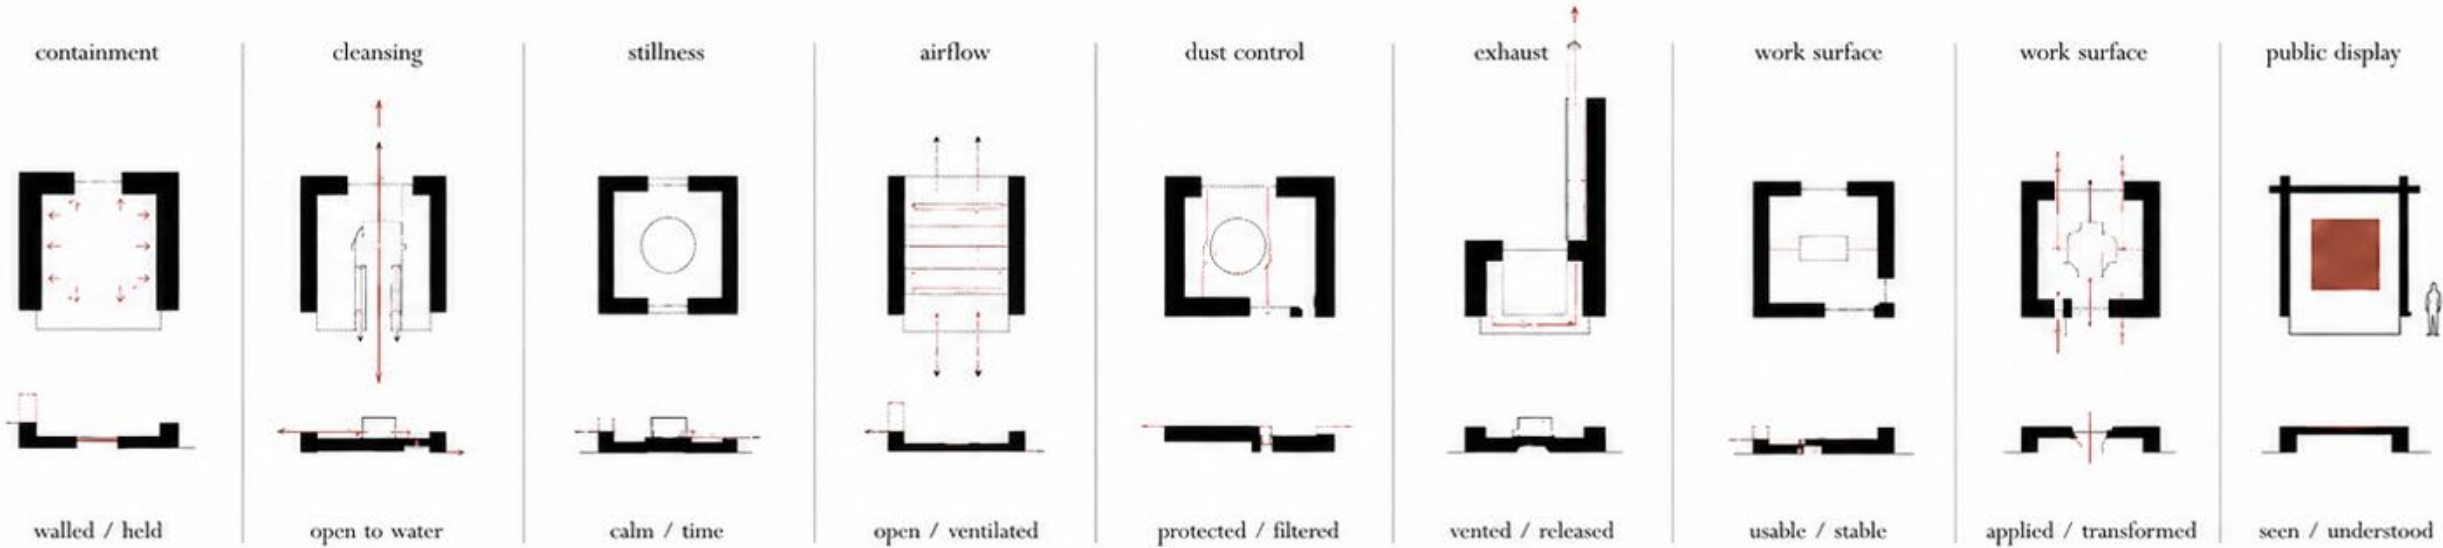 containment
cleansing
stillness
airflow
dust control
exhaust
work surface
work surface
public display
walled / held
open to water
calm / time
open / ventilated
protected / filtered
vented / released
usable / stable
applied / transformed
seen / understood